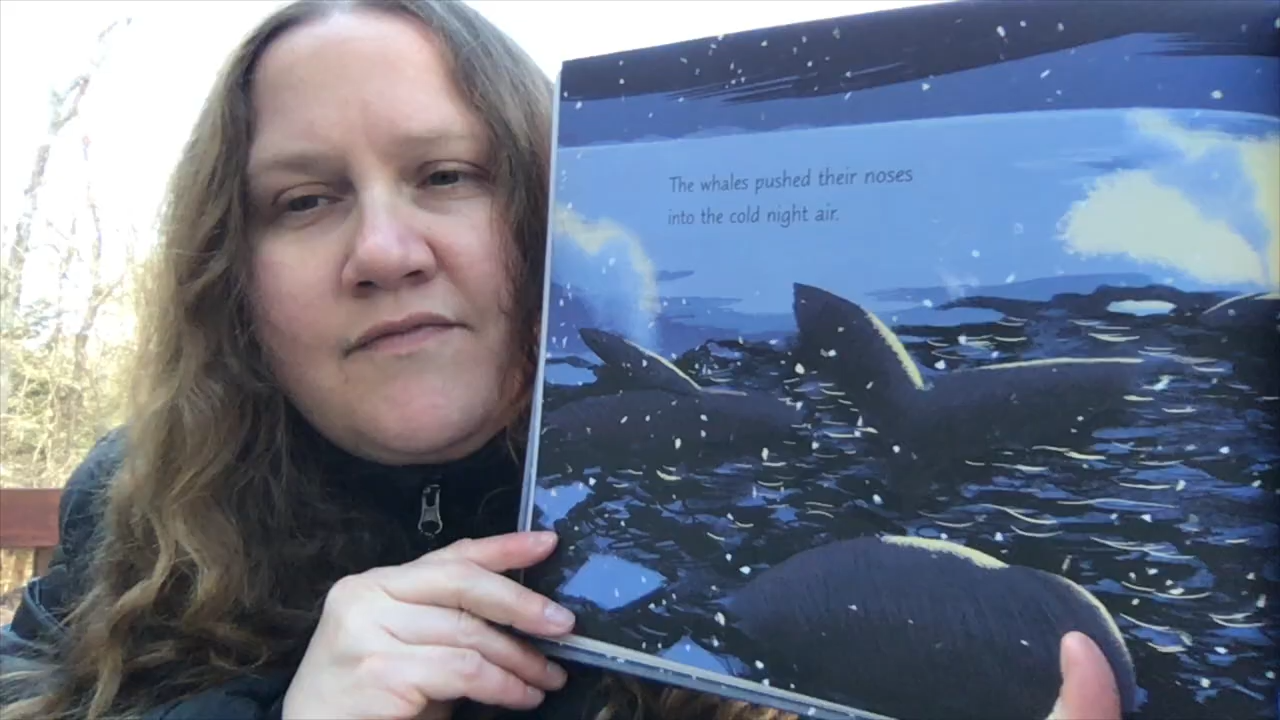 The whales pushed their noses
into the cold night air.